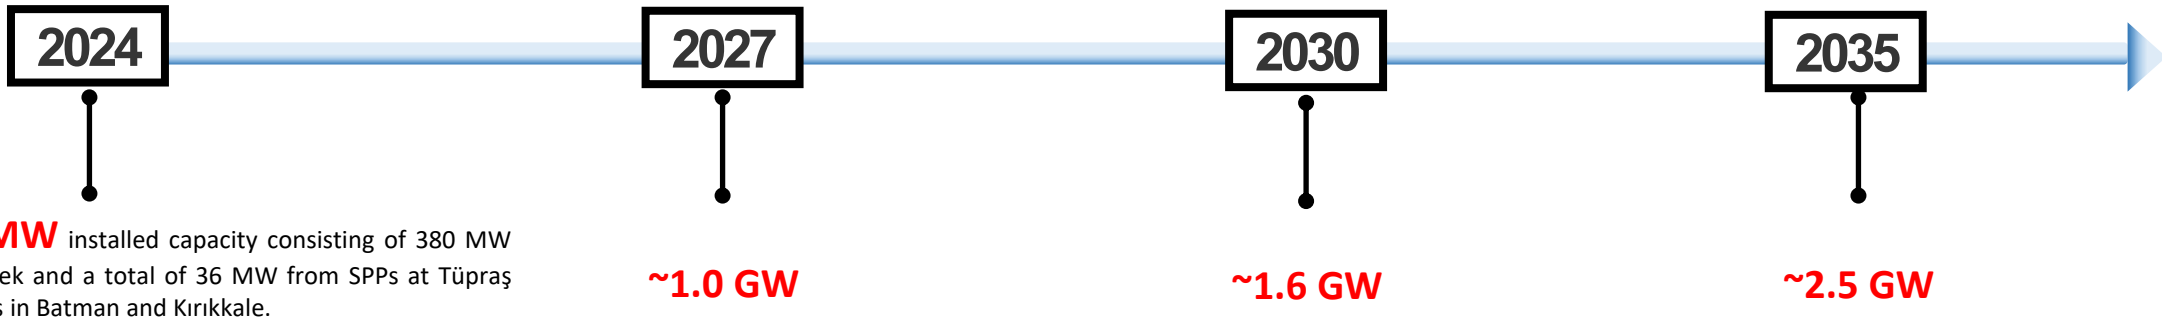 2024 2027 2030 2035
MW installed capacity consisting of 380 MW
and a total of 36 MW from SPPs at Tüpraş
in Batman and Kırıkkale.
~1.0 GW ~1.6 GW ~2.5 GW